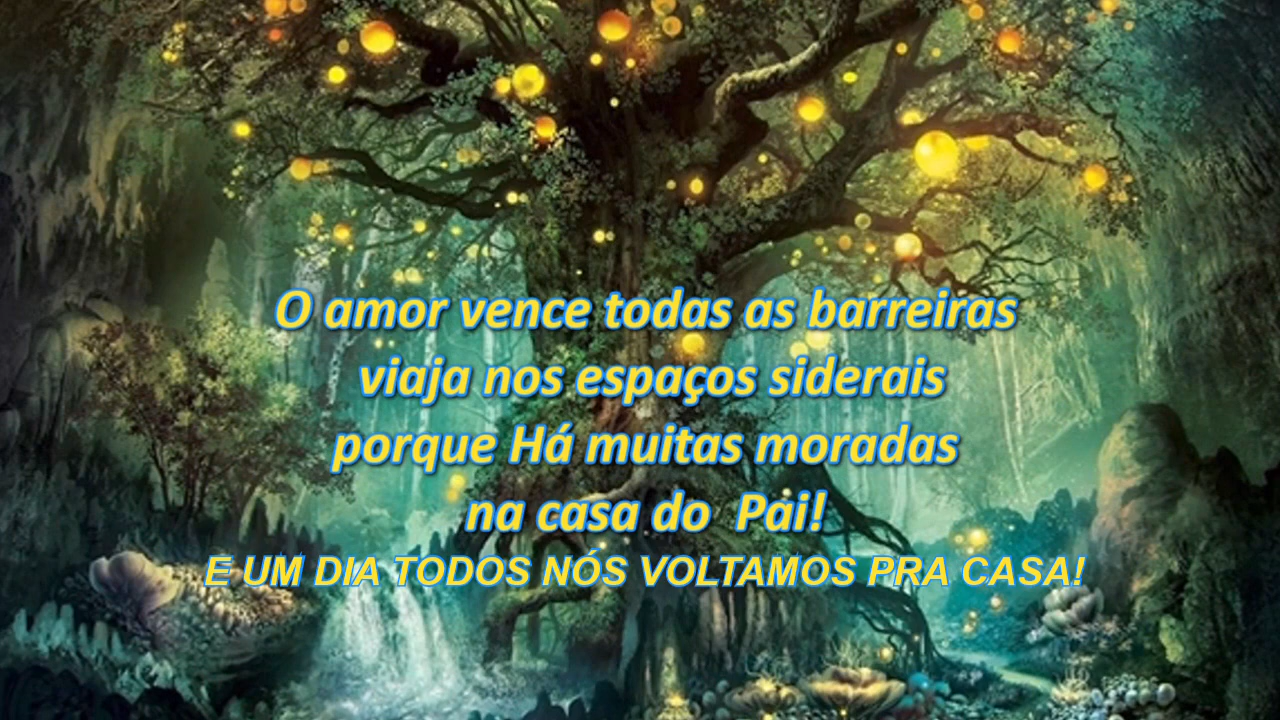 O amor vence todas as barreiras
viaja nos espaços siderais
porque Há muitas moradas
na casa do Pai!
E UM DIA TODOS NÓS VOLTAMOS PRA CASA!